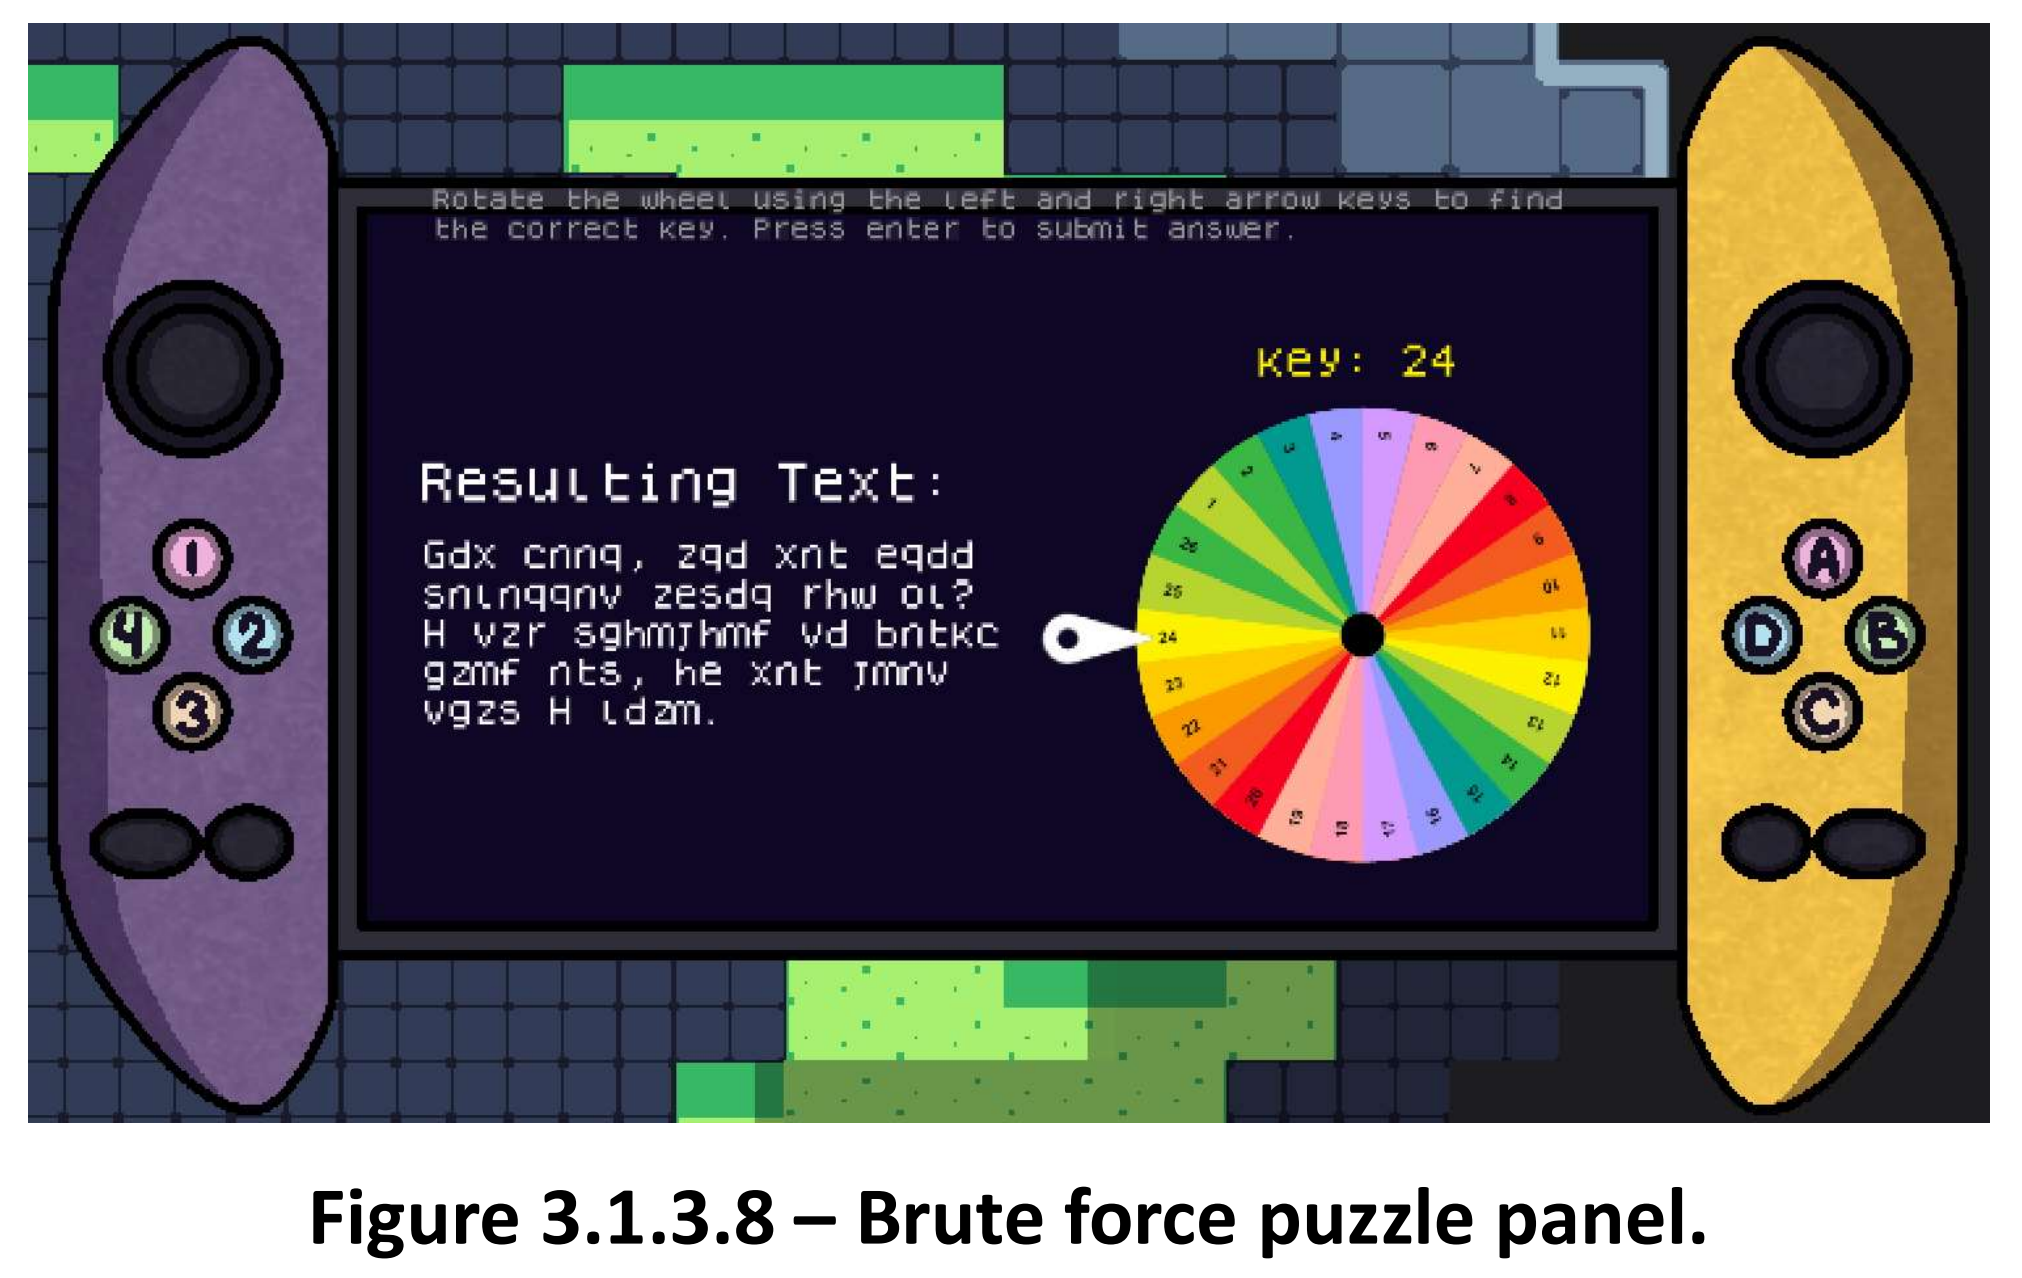 Rotate the wheel using the left and right arrow keys to find
the correct key. Press enter to submit answer.
key: 24
Resulting Text:
Gdx cnnq, zqd xnt eqdd
snlnqqnv zesdq rhw ol?
H vzr sghmjhmf vd bntkc
gzmf nts, he xnt jmnv
vgzs H ldzm.
1
2
3
4
5
6
7
8
9
10
11
12
13
14
15
16
17
18
19
20
21
22
23
24
25
26
1
4
2
3
A
D
B
C
Figure 3.1.3.8 – Brute force puzzle panel.